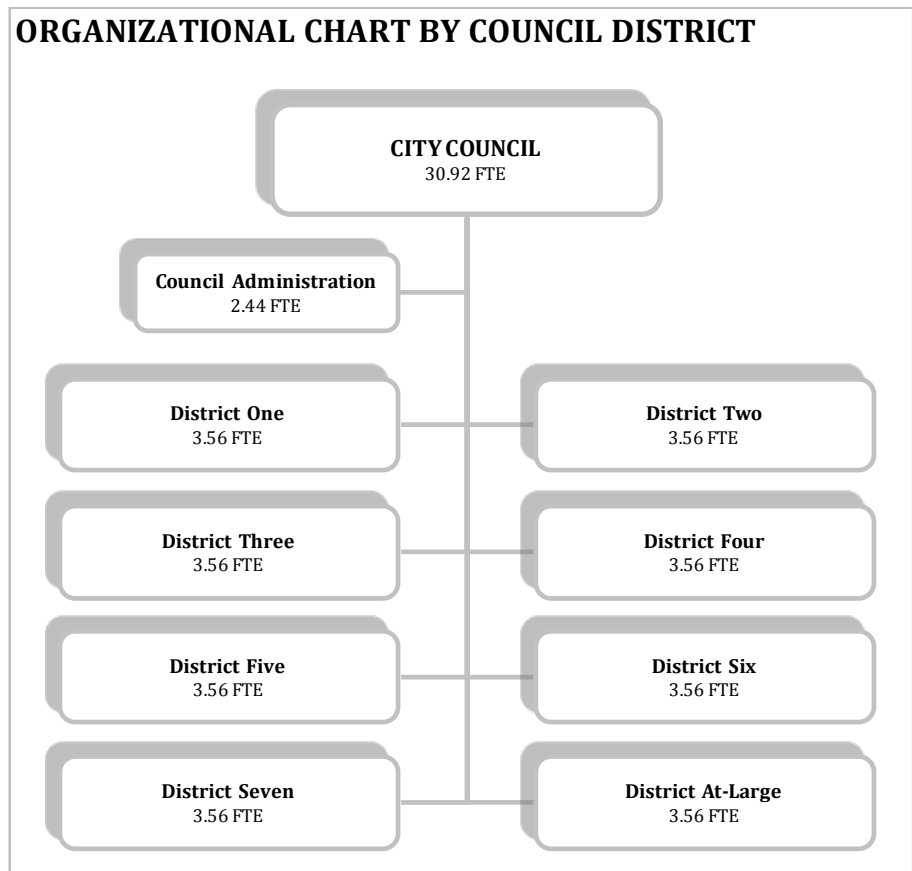 ORGANIZATIONAL CHART BY COUNCIL DISTRICT
CITY COUNCIL
30.92 FTE
Council Administration
2.44 FTE
District One
3.56 FTE
District Two
3.56 FTE
District Three
3.56 FTE
District Four
3.56 FTE
District Five
3.56 FTE
District Six
3.56 FTE
District Seven
3.56 FTE
District At-Large
3.56 FTE